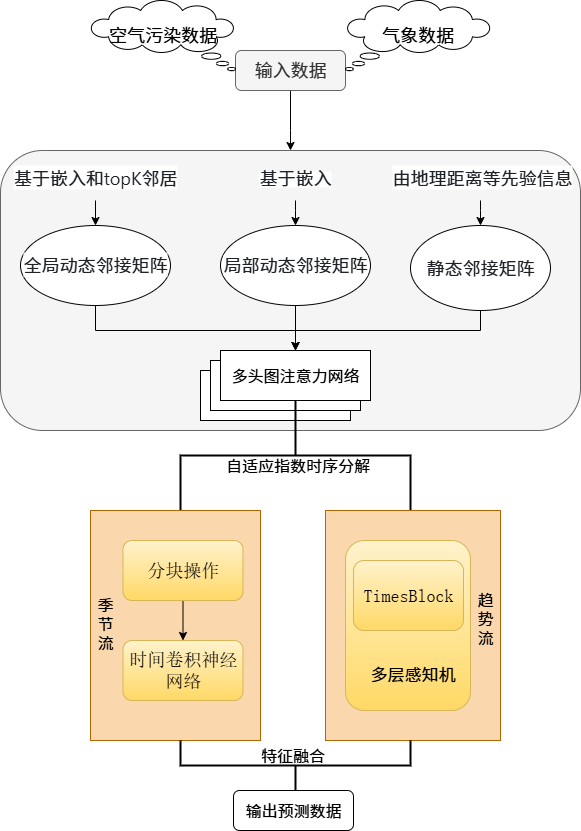 空气污染数据
气象数据
输入数据
基于嵌入和topK邻居
基于嵌入
由地理距离等先验信息
全局动态邻接矩阵
局部动态邻接矩阵
静态邻接矩阵
多头图注意力网络
自适应指数时序分解
季节流
分块操作
时间卷积神经
网络
TimesBlock
多层感知机
趋势流
特征融合
输出预测数据